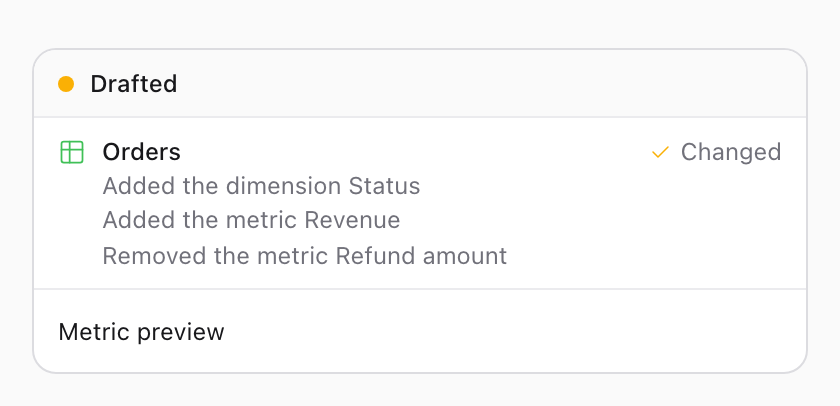 Drafted
Orders
Changed
Added the dimension Status
Added the metric Revenue
Removed the metric Refund amount
Metric preview